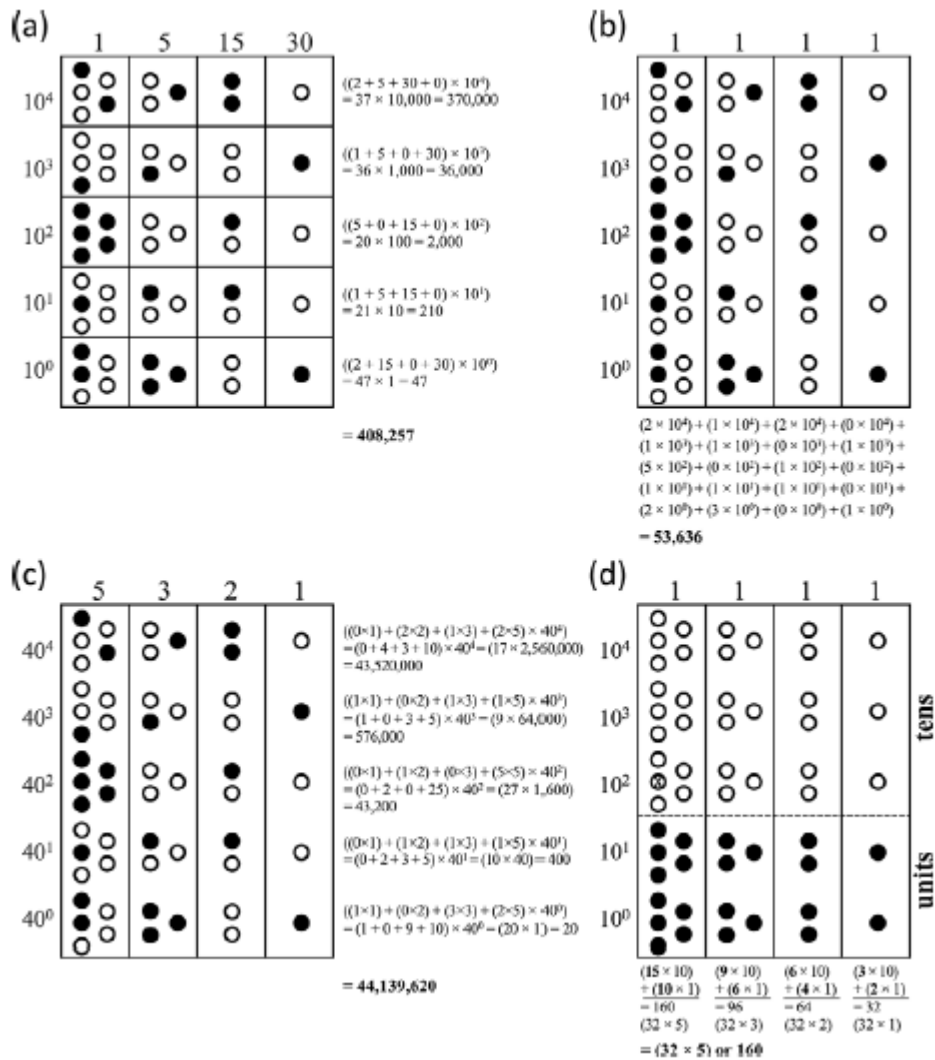 (a)
1 5 15 30
10⁴
((2 + 5 + 30 + 0) × 10⁴)
= 37 × 10,000 = 370,000
10³
((1 + 5 + 0 + 30) × 10³)
= 36 × 1,000 = 36,000
10²
((5 + 0 + 15 + 0) × 10²)
= 20 × 100 = 2,000
10¹
((1 + 5 + 15 + 0) × 10¹)
= 21 × 10 = 210
10⁰
((2 + 15 + 0 + 30) × 10⁰)
= 47 × 1 = 47
= 408,257
(b)
1 1 1 1
10⁴
10³
10²
10¹
10⁰
(2 × 10⁴) + (1 × 10⁴) + (2 × 10⁴) + (0 × 10⁴) +
(1 × 10³) + (1 × 10³) + (0 × 10³) + (1 × 10³) +
(5 × 10²) + (0 × 10²) + (1 × 10²) + (0 × 10²) +
(1 × 10¹) + (1 × 10¹) + (1 × 10¹) + (0 × 10¹) +
(2 × 10⁰) + (3 × 10⁰) + (0 × 10⁰) + (1 × 10⁰)
= 53,636
(c)
5 3 2 1
40⁴
((0×1) + (2×2) + (1×3) + (2×5) × 40⁴)
=(0 + 4 + 3 + 10) × 40⁴ = (17 × 2,560,000)
= 43,520,000
40³
((1×1) + (0×2) + (1×3) + (1×5) × 40³)
=(1 + 0 + 3 + 5) × 40³ = (9 × 64,000)
= 576,000
40²
((0×1) + (1×2) + (0×3) + (5×5) × 40²)
=(0 + 2 + 0 + 25) × 40² = (27 × 1,600)
= 43,200
40¹
((0×1) + (1×2) + (1×3) + (1×5) × 40¹)
=(0 + 2 + 3 + 5) × 40¹ = (10 × 40) = 400
40⁰
((1×1) + (0×2) + (3×3) + (2×5) × 40⁰)
=(1 + 0 + 9 + 10) × 40⁰ = (20 × 1) = 20
= 44,139,620
(d)
1 1 1 1
10⁴
10³
10²
10¹
10⁰
tens
units
(15 × 10) (9 × 10) (6 × 10) (3 × 10)
+ (10 × 1) + (6 × 1) + (4 × 1) + (2 × 1)
= 160 = 96 = 64 = 32
(32 × 5) (32 × 3) (32 × 2) (32 × 1)
= (32 × 5) or 160